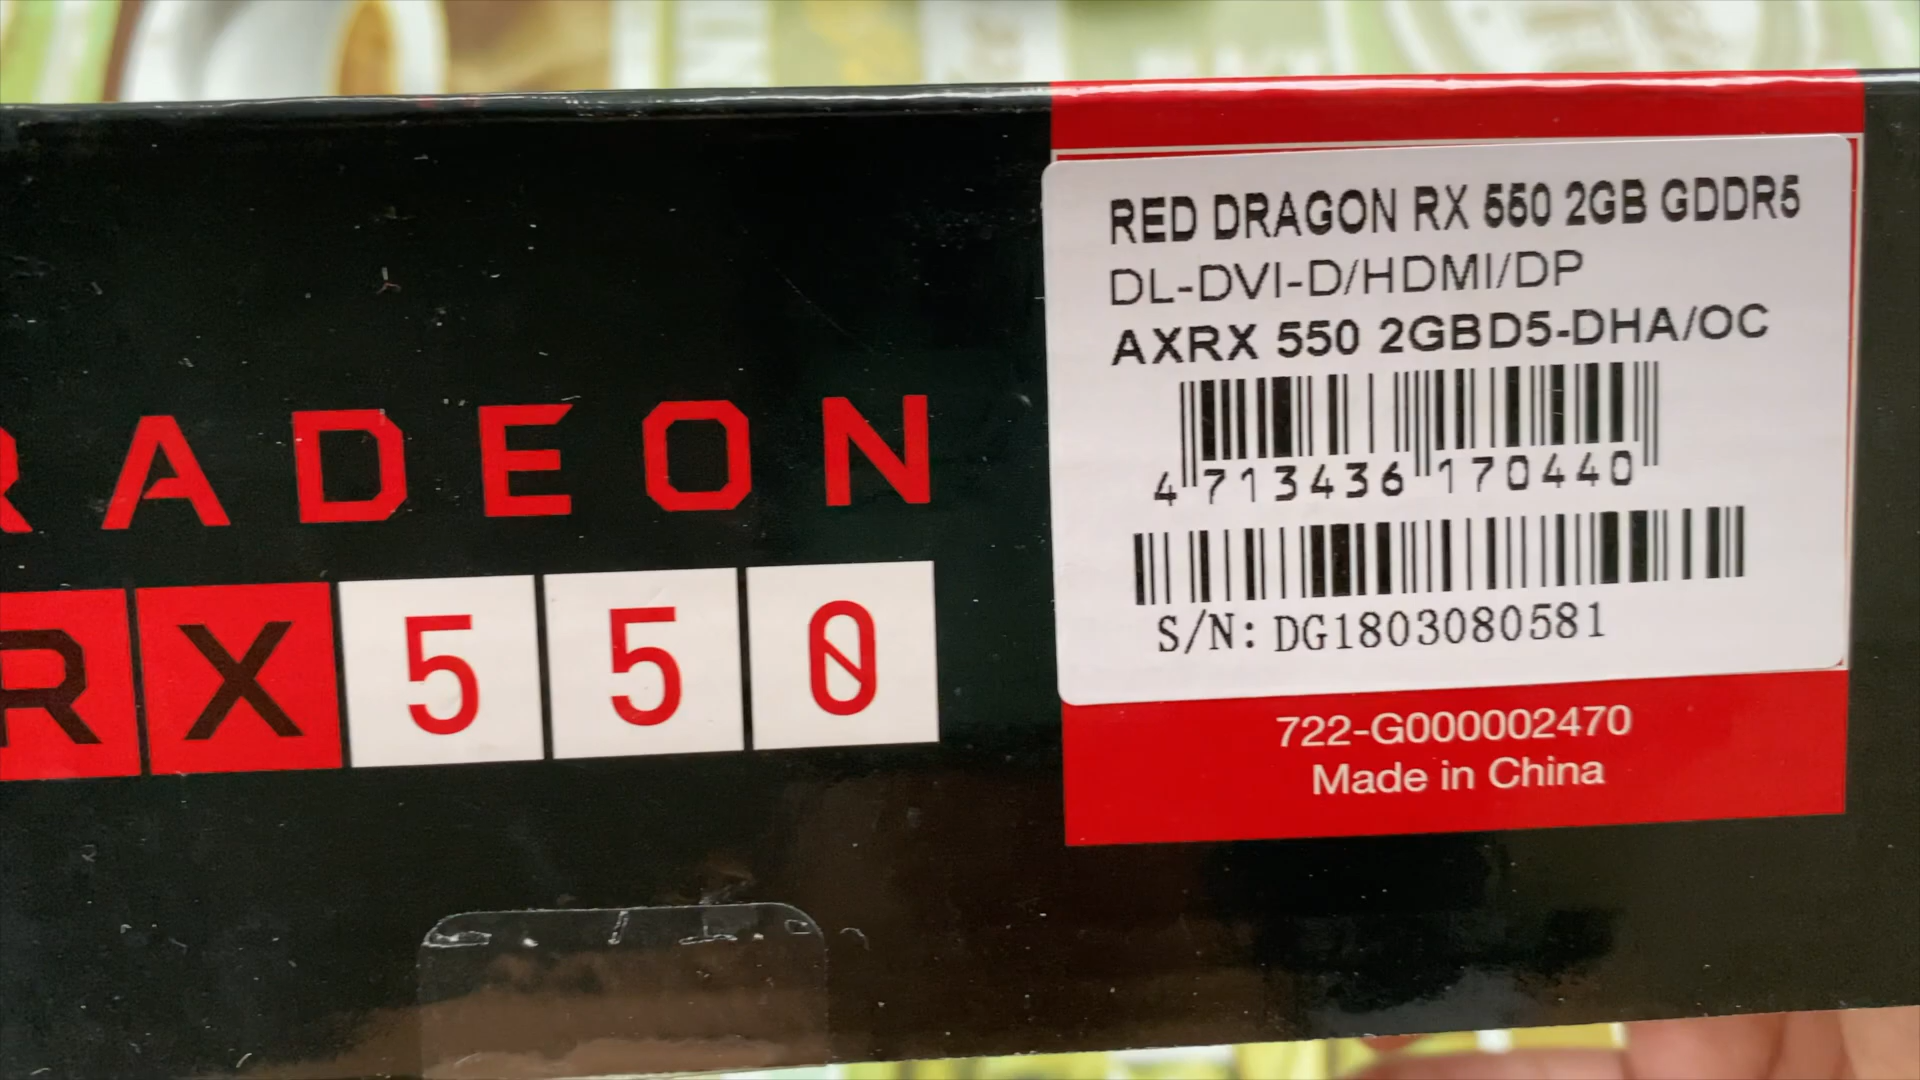 RADEON
RX 550
RED DRAGON RX 550 2GB GDDR5
DL-DVI-D/HDMI/DP
AXRX 550 2GBD5-DHA/OC
4 713436 170440
S/N: DG1803080581
722-G000002470
Made in China